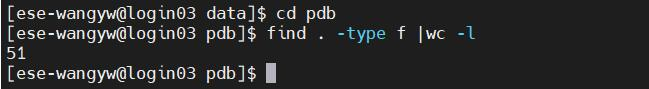 [ese-wangyw@login03 data]$ cd pdb
[ese-wangyw@login03 pdb]$ find . -type f |wc -l
51
[ese-wangyw@login03 pdb]$